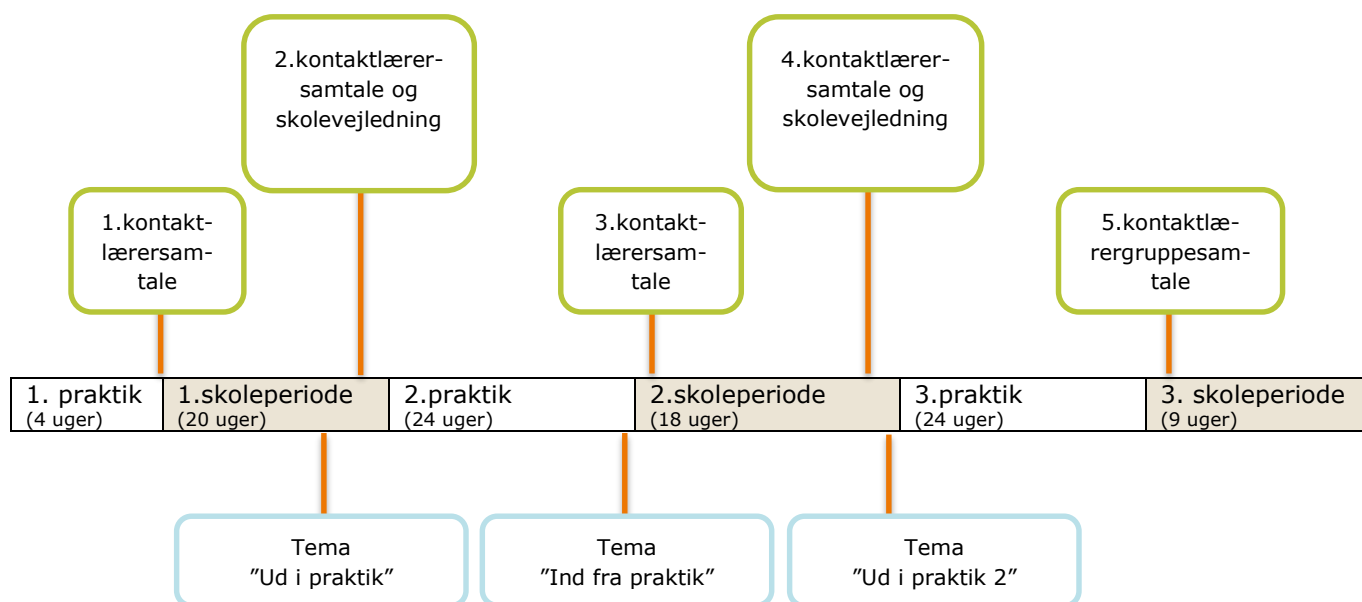 2.kontaktlærer-
samtale og
skolevejledning
4.kontaktlærer-
samtale og
skolevejledning
1.kontakt-
lærersam-
tale
3.kontakt-
lærersam-
tale
5.kontaktlæ-
rergruppesam-
tale
1. praktik
(4 uger)
1.skoleperiode
(20 uger)
2.praktik
(24 uger)
2.skoleperiode
(18 uger)
3.praktik
(24 uger)
3. skoleperiode
(9 uger)
Tema
”Ud i praktik”
Tema
”Ind fra praktik”
Tema
”Ud i praktik 2”